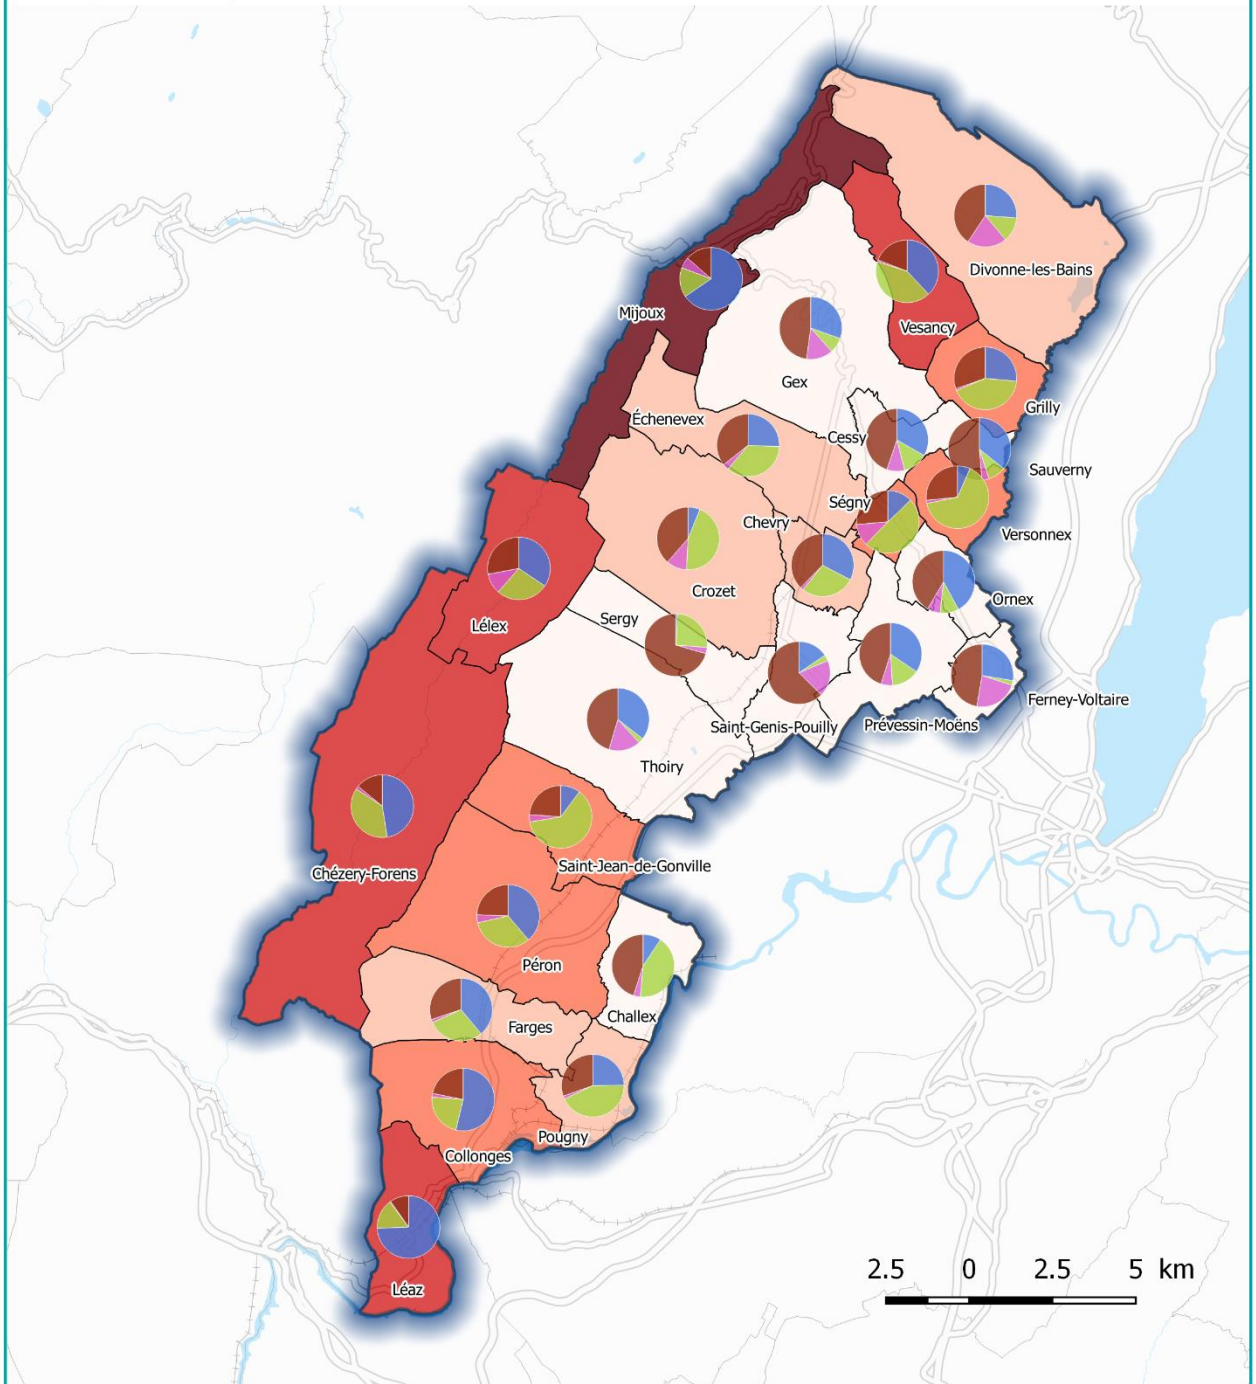 Divonne-les-Bains
Mijoux
Vesancy
Gex
Grilly
Échenevex
Cessy
Sauverny
Ségny
Chevry
Versonnex
Crozet
Ornex
Sergy
Lélex
Ferney-Voltaire
Saint-Genis-Pouilly
Prévessin-Moëns
Thoiry
Saint-Jean-de-Gonville
Chézery-Forens
Péron
Challex
Farges
Pougny
Collonges
2.5 0 2.5 5 km
Léaz